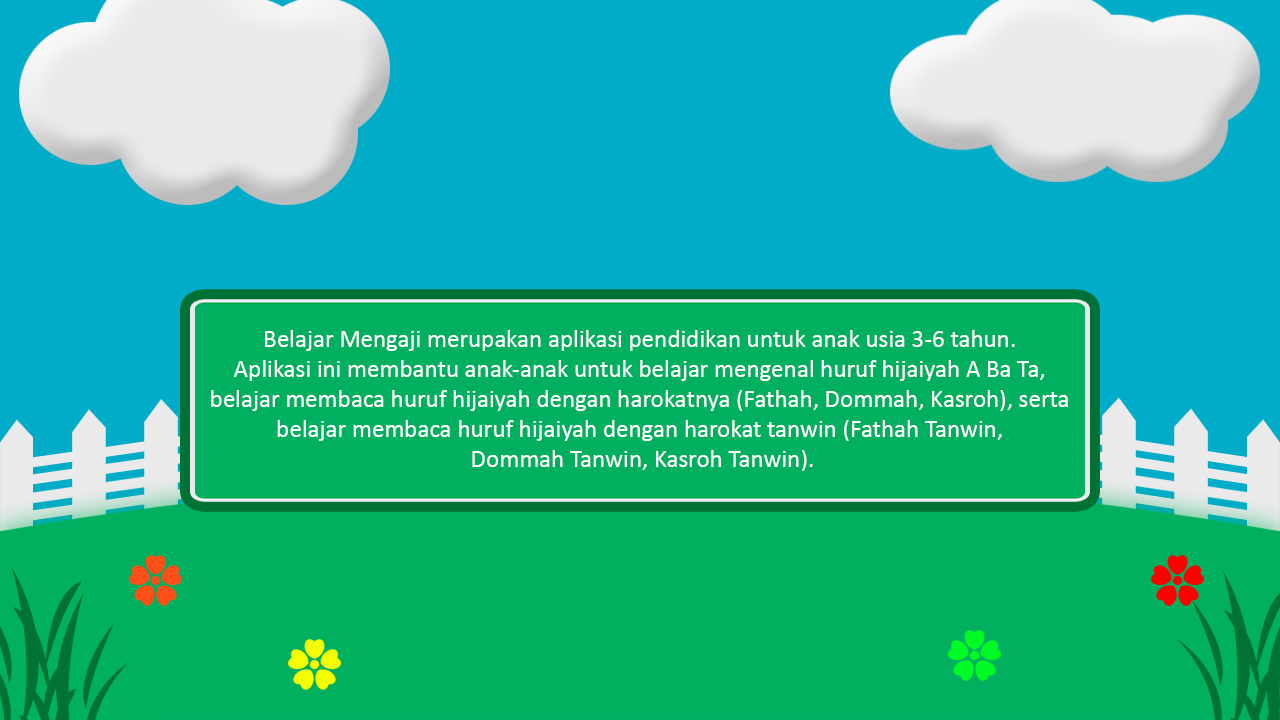 Belajar Mengaji merupakan aplikasi pendidikan untuk anak usia 3-6 tahun.
Aplikasi ini membantu anak-anak untuk belajar mengenal huruf hijaiyah A Ba Ta,
belajar membaca huruf hijaiyah dengan harokatnya (Fathah, Dommah, Kasroh), serta
belajar membaca huruf hijaiyah dengan harokat tanwin (Fathah Tanwin,
Dommah Tanwin, Kasroh Tanwin).